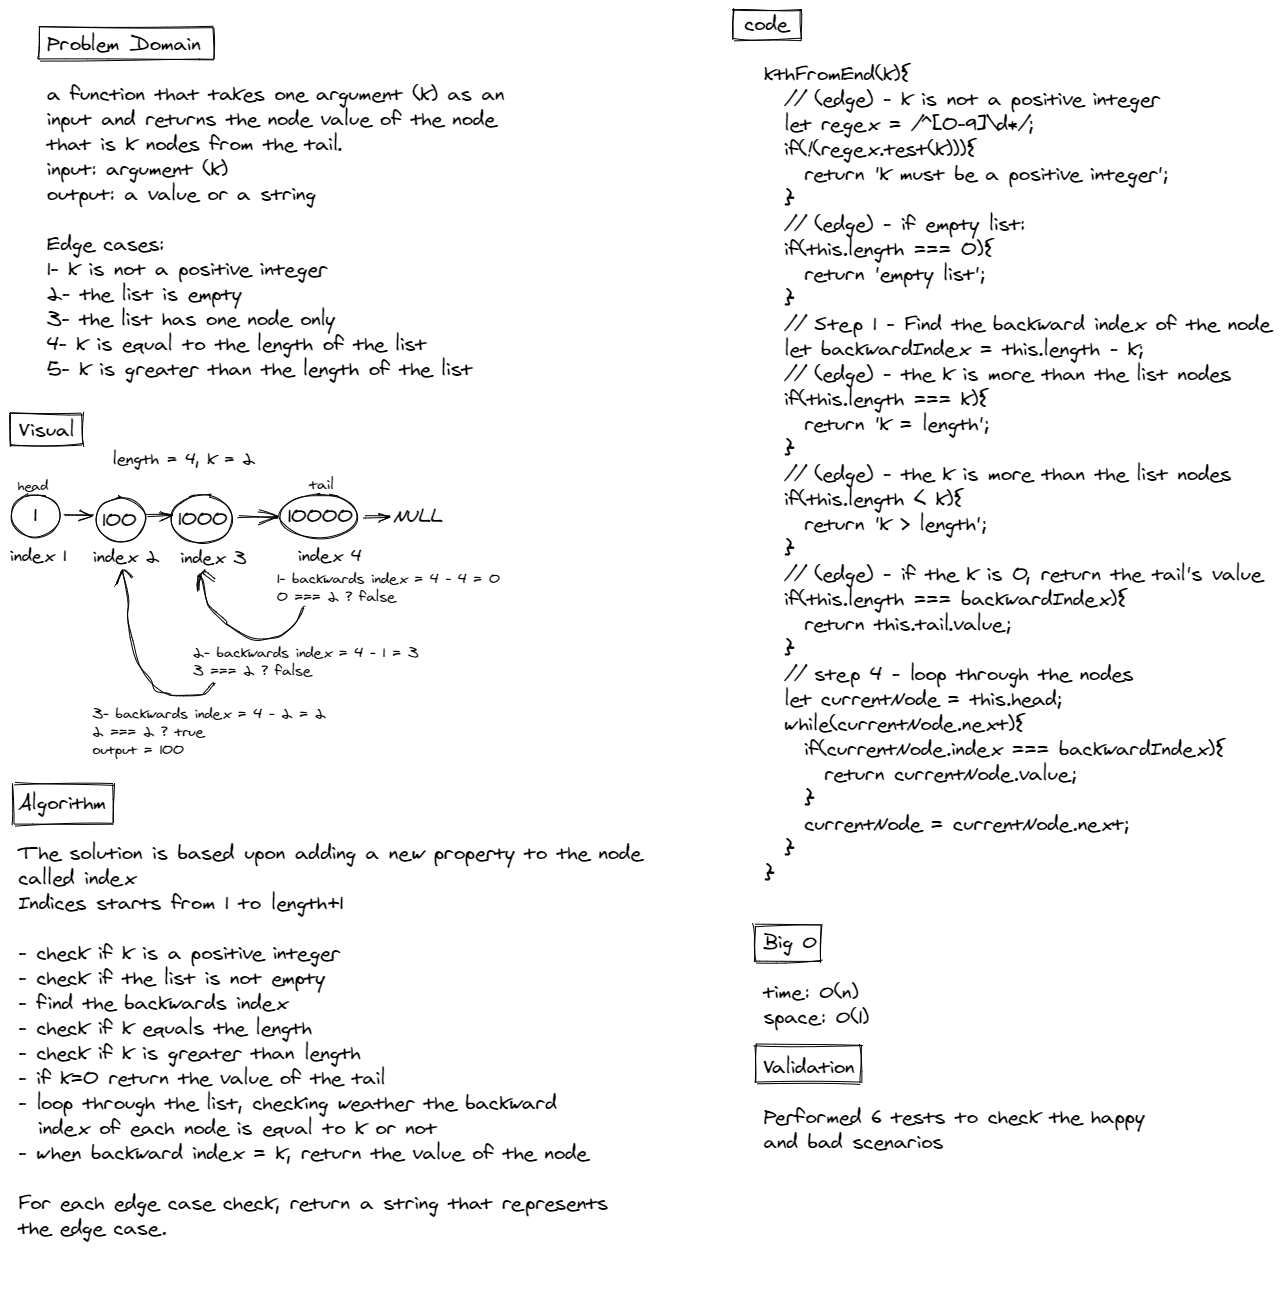 Problem Domain
a function that takes one argument (k) as an
input and returns the node value of the node
that is k nodes from the tail.
input: argument (k)
output: a value or a string
Edge cases:
1- k is not a positive integer
2- the list is empty
3- the list has one node only
4- k is equal to the length of the list
5- k is greater than the length of the list
Visual
length = 4, k = 2
head
tail
1
100
1000
10000
NULL
index 1
index 2
index 3
index 4
1- backwards index = 4 - 4 = 0
0 === 2 ? false
2- backwards index = 4 - 1 = 3
3 === 2 ? false
3- backwards index = 4 - 2 = 2
2 === 2 ? true
output = 100
Algorithm
The solution is based upon adding a new property to the node
called index
Indices starts from 1 to length+1
- check if k is a positive integer
- check if the list is not empty
- find the backwards index
- check if k equals the length
- check if k is greater than length
- if k=0 return the value of the tail
- loop through the list, checking weather the backward
index of each node is equal to k or not
- when backward index = k, return the value of the node
For each edge case check, return a string that represents
the edge case.
code
kthFromEnd(k){
// (edge) - k is not a positive integer
let regex = /^[0-9]\d*/;
if(!(regex.test(k))){
return 'k must be a positive integer';
}
// (edge) - if empty list:
if(this.length === 0){
return 'empty list';
}
// Step 1 - Find the backward index of the node
let backwardIndex = this.length - k;
// (edge) - the k is more than the list nodes
if(this.length === k){
return 'k = length';
}
// (edge) - the k is more than the list nodes
if(this.length < k){
return 'k > length';
}
// (edge) - if the k is 0, return the tail's value
if(this.length === backwardIndex){
return this.tail.value;
}
// step 4 - loop through the nodes
let currentNode = this.head;
while(currentNode.next){
if(currentNode.index === backwardIndex){
return currentNode.value;
}
currentNode = currentNode.next;
}
}
Big O
time: O(n)
space: O(1)
Validation
Performed 6 tests to check the happy
and bad scenarios